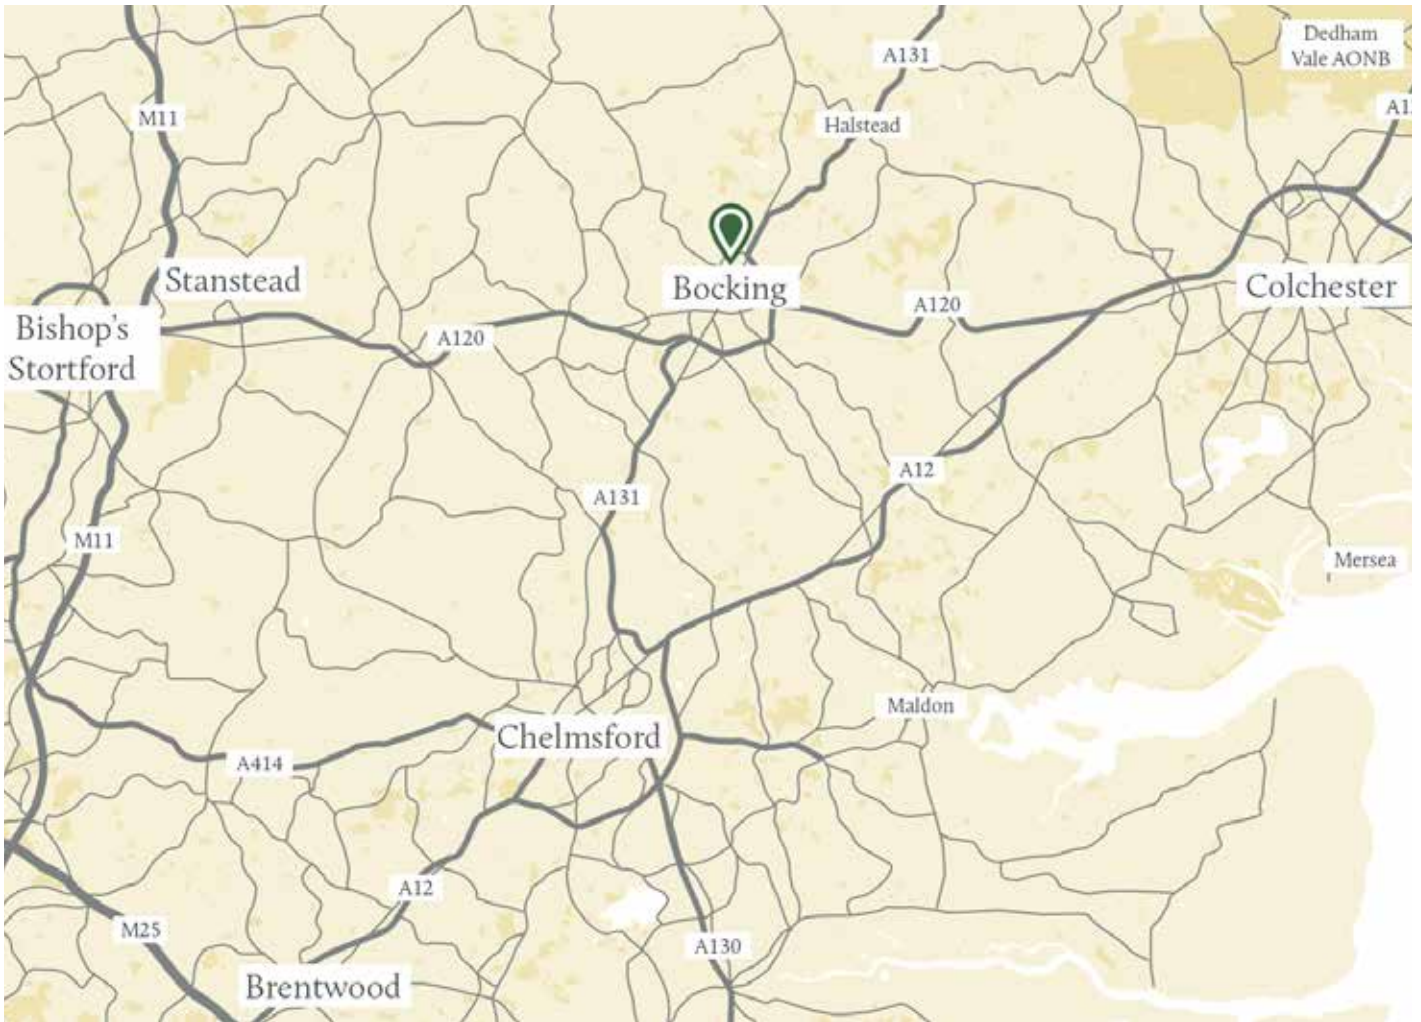 Dedham
Vale AONB
A131
A12
M11
Halstead
Stanstead
Bocking
Colchester
Bishop's
Stortford
A120
A120
A12
A131
M11
Mersea
Maldon
Chelmsford
A414
A12
M25
A130
Brentwood